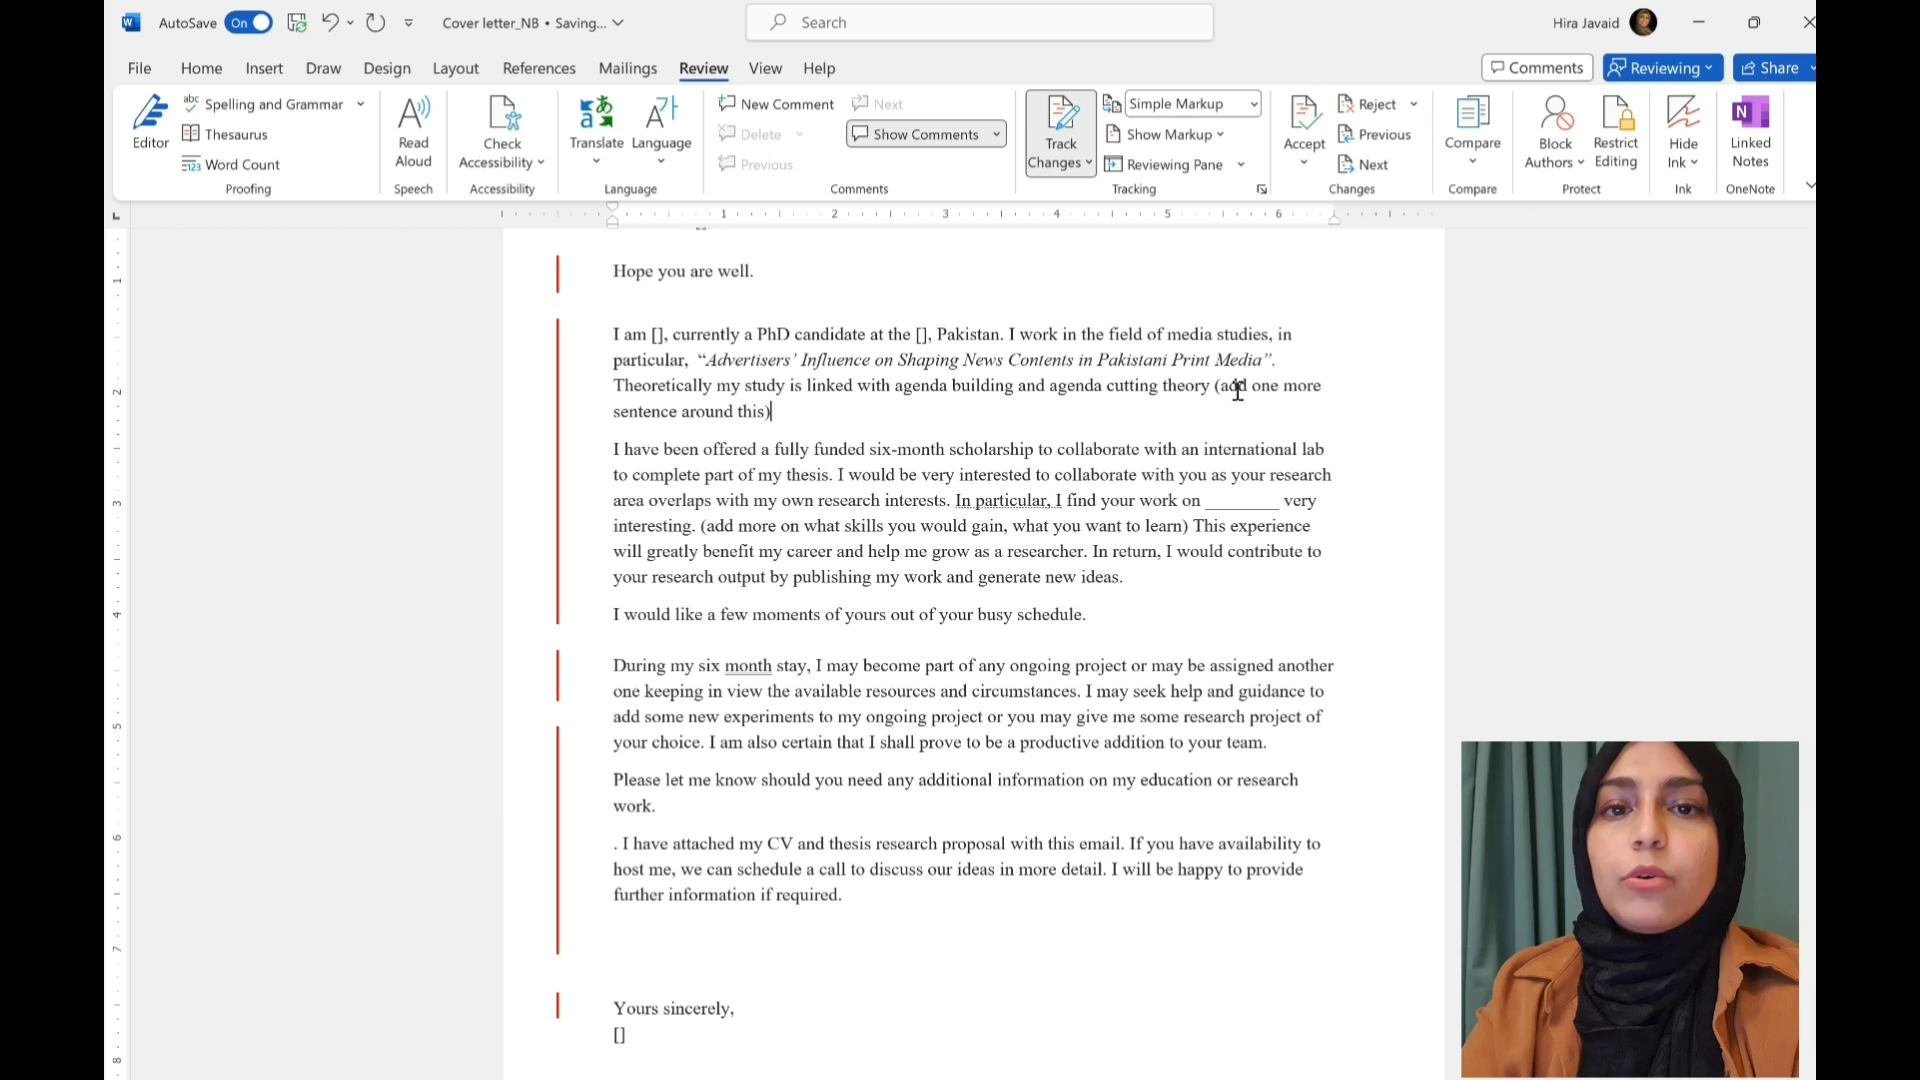 AutoSave On Cover letter_NB • Saving... Search Hira Javaid
File Home Insert Draw Design Layout References Mailings Review View Help Comments Reviewing Share
Editor
abc Spelling and Grammar
Thesaurus
123 Word Count
Proofing
Read Aloud
Speech
Check Accessibility
Accessibility
Translate
Language
Language
New Comment
Delete
Previous
Next
Show Comments
Comments
Track Changes
Simple Markup
Show Markup
Reviewing Pane
Tracking
Accept
Reject
Previous
Next
Changes
Compare
Compare
Block Authors
Restrict Editing
Protect
Hide Ink
Ink
N
Linked Notes
OneNote
1 2 3 4 5 6
1
2
3
4
5
6
7
8
Hope you are well.
I am [], currently a PhD candidate at the [], Pakistan. I work in the field of media studies, in
particular, “Advertisers’ Influence on Shaping News Contents in Pakistani Print Media”.
Theoretically my study is linked with agenda building and agenda cutting theory (add one more
sentence around this)
I have been offered a fully funded six-month scholarship to collaborate with an international lab
to complete part of my thesis. I would be very interested to collaborate with you as your research
area overlaps with my own research interests. In particular, I find your work on ________ very
interesting. (add more on what skills you would gain, what you want to learn) This experience
will greatly benefit my career and help me grow as a researcher. In return, I would contribute to
your research output by publishing my work and generate new ideas.
I would like a few moments of yours out of your busy schedule.
During my six month stay, I may become part of any ongoing project or may be assigned another
one keeping in view the available resources and circumstances. I may seek help and guidance to
add some new experiments to my ongoing project or you may give me some research project of
your choice. I am also certain that I shall prove to be a productive addition to your team.
Please let me know should you need any additional information on my education or research
work.
. I have attached my CV and thesis research proposal with this email. If you have availability to
host me, we can schedule a call to discuss our ideas in more detail. I will be happy to provide
further information if required.
Yours sincerely,
[]